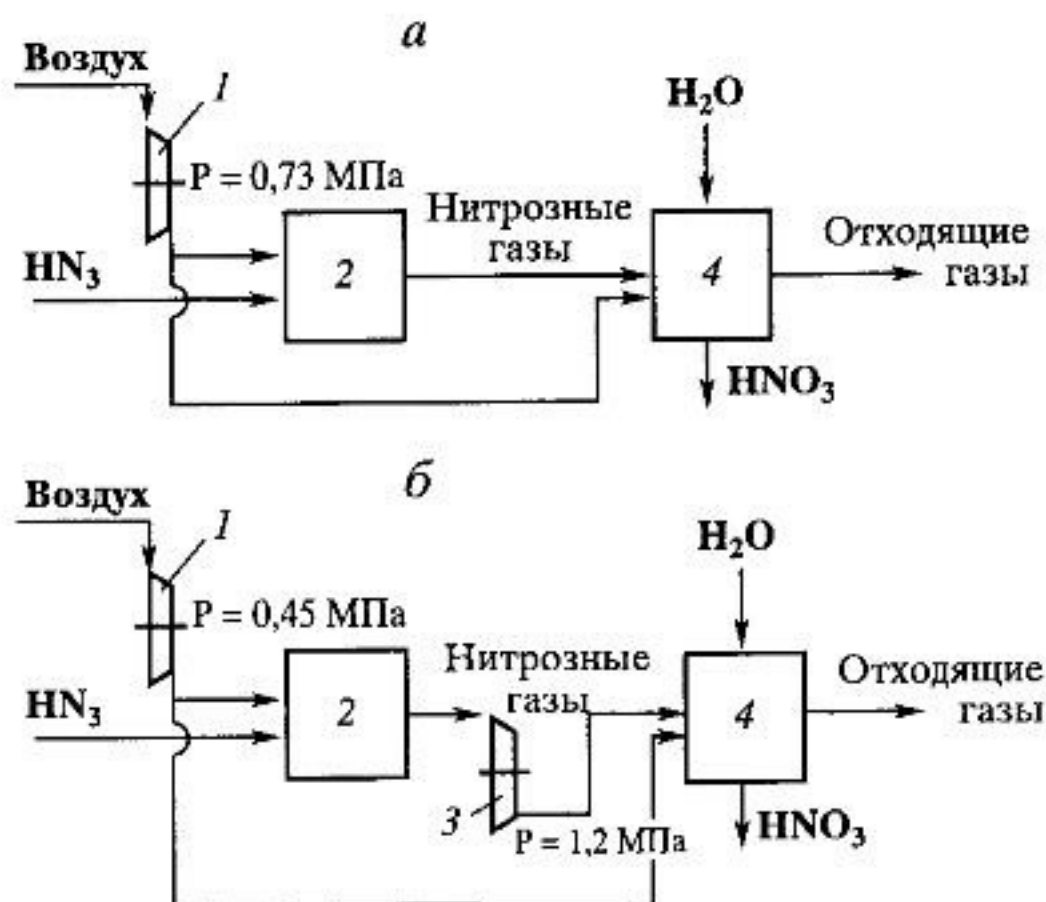 а
Воздух
1
H₂O
P = 0,73 МПа
Нитрозные
газы
Отходящие
газы
HN₃
2
4
HNO₃
б
Воздух
1
H₂O
P = 0,45 МПа
Нитрозные
газы
Отходящие
газы
HN₃
2
4
3
P = 1,2 МПа
HNO₃